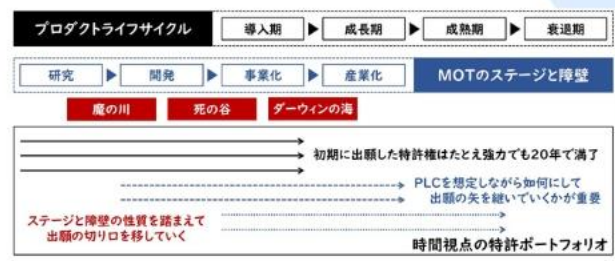 プロダクトライフサイクル 導入期 成長期 成熟期 衰退期
研究 開発 事業化 産業化 MOTのステージと障壁
魔の川 死の谷 ダーウィンの海
初期に出願した特許権はたとえ強力でも20年で満了
PLCを想定しながら如何にして
出願の矢を継いでいくかが重要
ステージと障壁の性質を踏まえて
出願の切り口を移していく
時間視点の特許ポートフォリオ